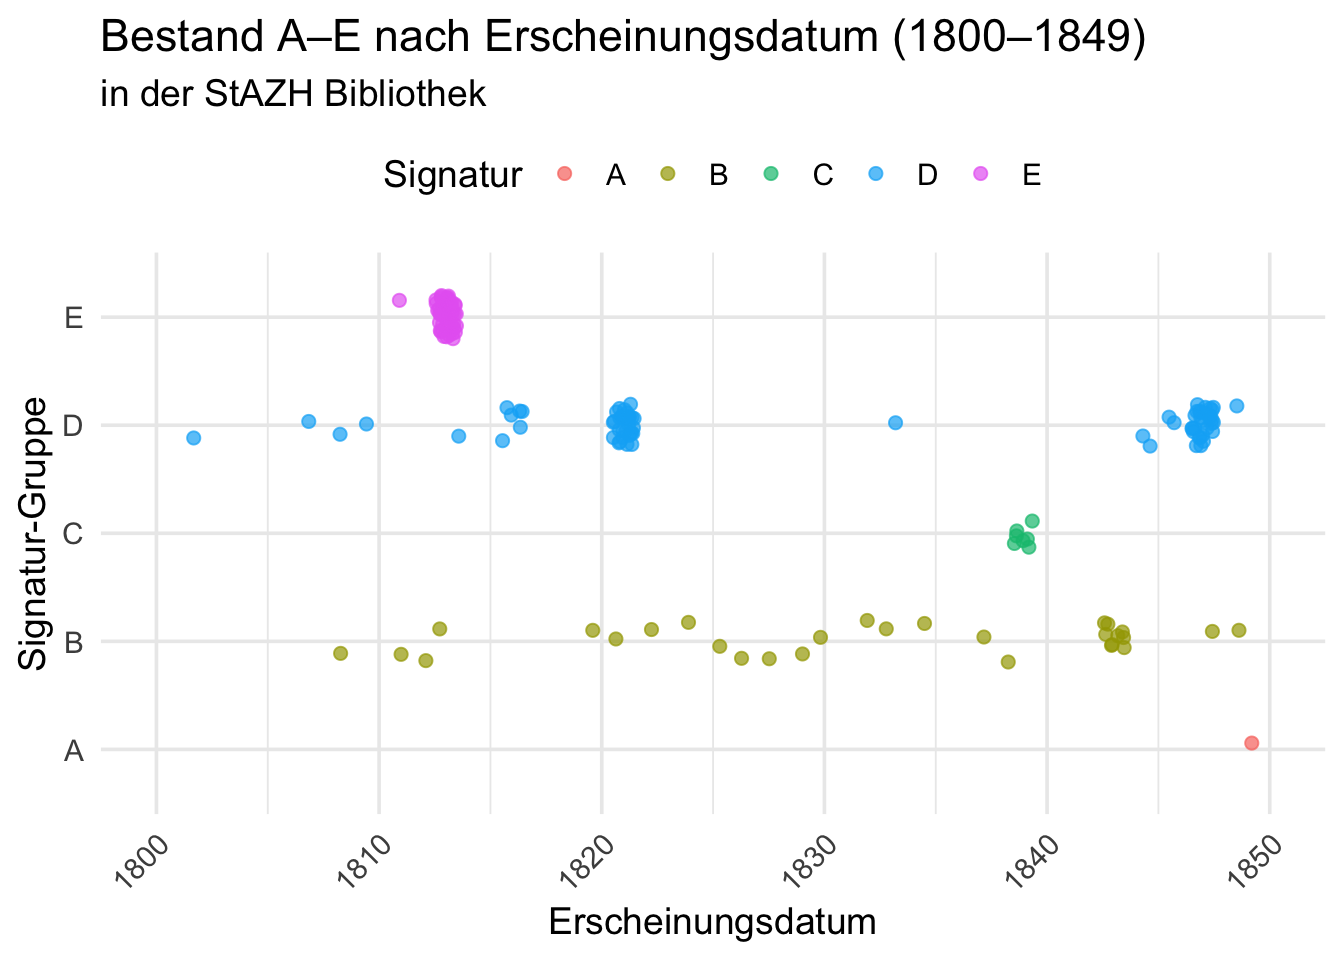 Bestand A–E nach Erscheinungsdatum (1800–1849)
in der StAZH Bibliothek
Signatur A B C D E
Signatur-Gruppe
E
D
C
B
A
1800 1810 1820 1830 1840 1850
Erscheinungsdatum